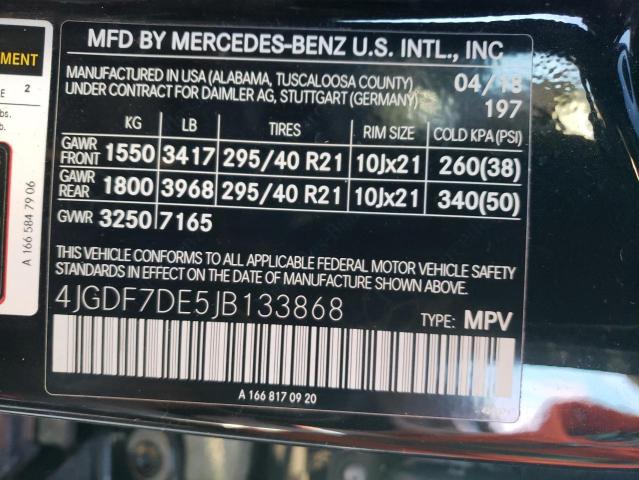 MFD BY MERCEDES-BENZ U.S. INTL., INC
MANUFACTURED IN USA (ALABAMA, TUSCALOOSA COUNTY) 04/18
UNDER CONTRACT FOR DAIMLER AG, STUTTGART (GERMANY) 197
KG LB TIRES RIM SIZE COLD KPA (PSI)
GAWR FRONT 1550 3417 295/40 R21 10Jx21 260(38)
GAWR REAR 1800 3968 295/40 R21 10Jx21 340(50)
GVWR 3250 7165
THIS VEHICLE CONFORMS TO ALL APPLICABLE FEDERAL MOTOR VEHICLE SAFETY
STANDARDS IN EFFECT ON THE DATE OF MANUFACTURE SHOWN ABOVE.
4JGDF7DE5JB133868
TYPE: MPV
A 166 817 09 20
2
lbs.
A 166 584 79 06